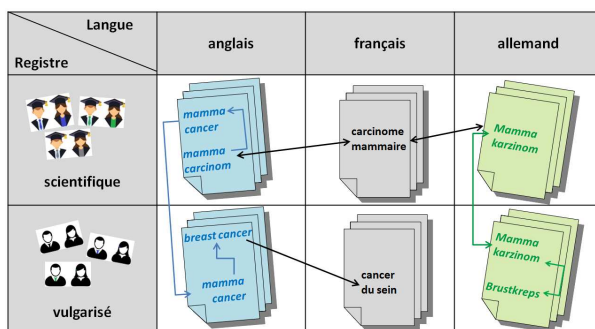 Langue
Registre
anglais
français
allemand
scientifique
mamma
cancer
mamma
carcinom
carcinome
mammaire
Mamma
karzinom
vulgarisé
breast cancer
mamma
cancer
cancer
du sein
Mamma
karzinom
Brustkreps